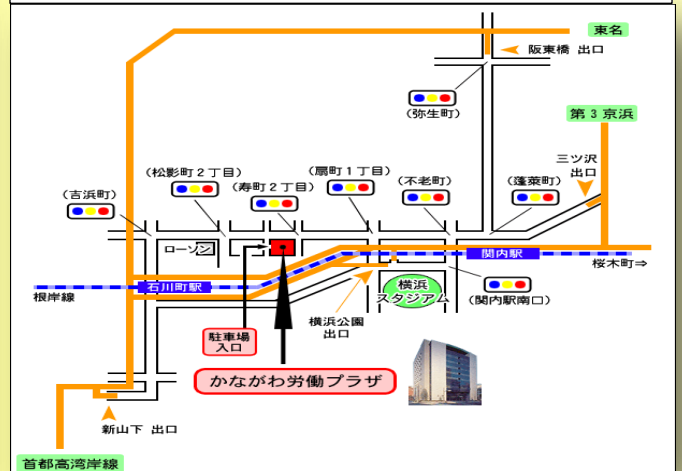 東名
阪東橋 出口
(弥生町)
第3京浜
三ツ沢
出口
(松影町2丁目)
(扇町1丁目)
(吉浜町)
(寿町2丁目)
(不老町)
(蓬莱町)
ローソン
関内駅
桜木町⇒
石川町駅
根岸線
横浜
スタジアム
(関内駅南口)
横浜公園
出口
駐車場
入口
かながわ労働プラザ
新山下 出口
首都高湾岸線